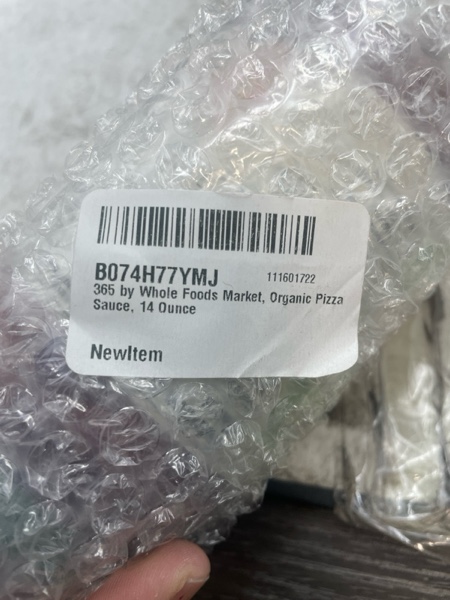 B074H77YMJ 111601722
365 by Whole Foods Market, Organic Pizza
Sauce, 14 Ounce
NewItem